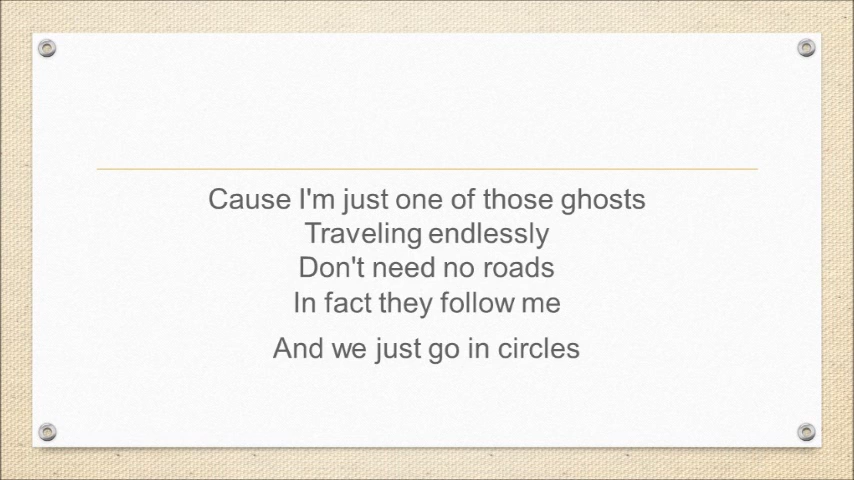 Cause I'm just one of those ghosts
Traveling endlessly
Don't need no roads
In fact they follow me
And we just go in circles